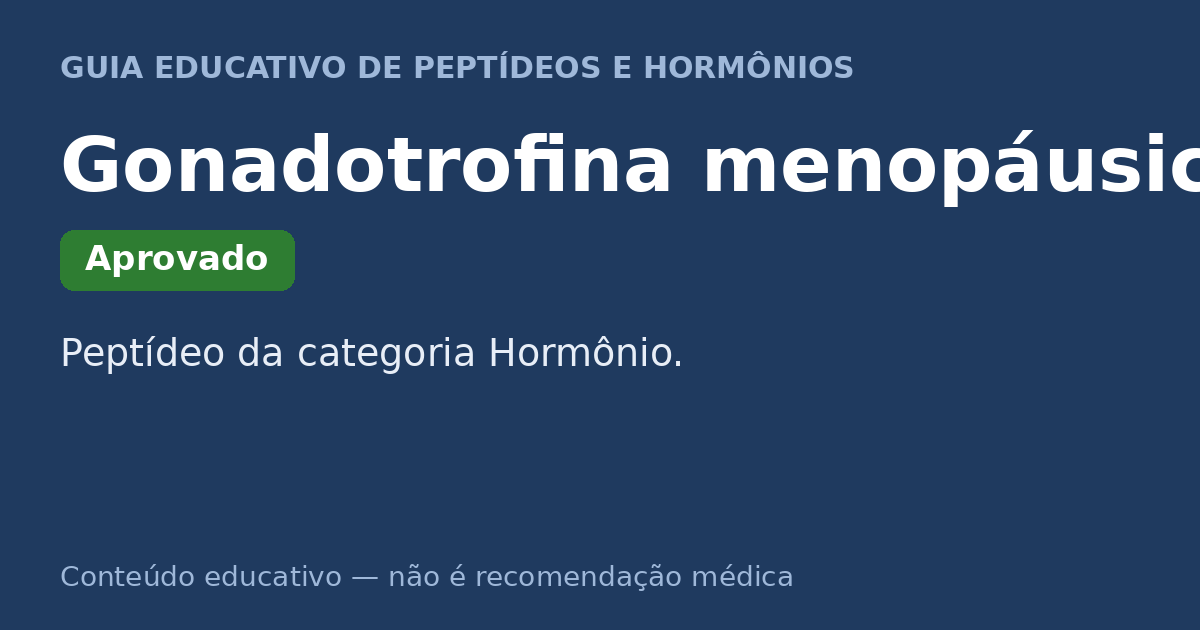 GUIA EDUCATIVO DE PEPTÍDEOS E HORMÔNIOS
Gonadotrofina menopáusic
Aprovado
Peptídeo da categoria Hormônio.
Conteúdo educativo — não é recomendação médica